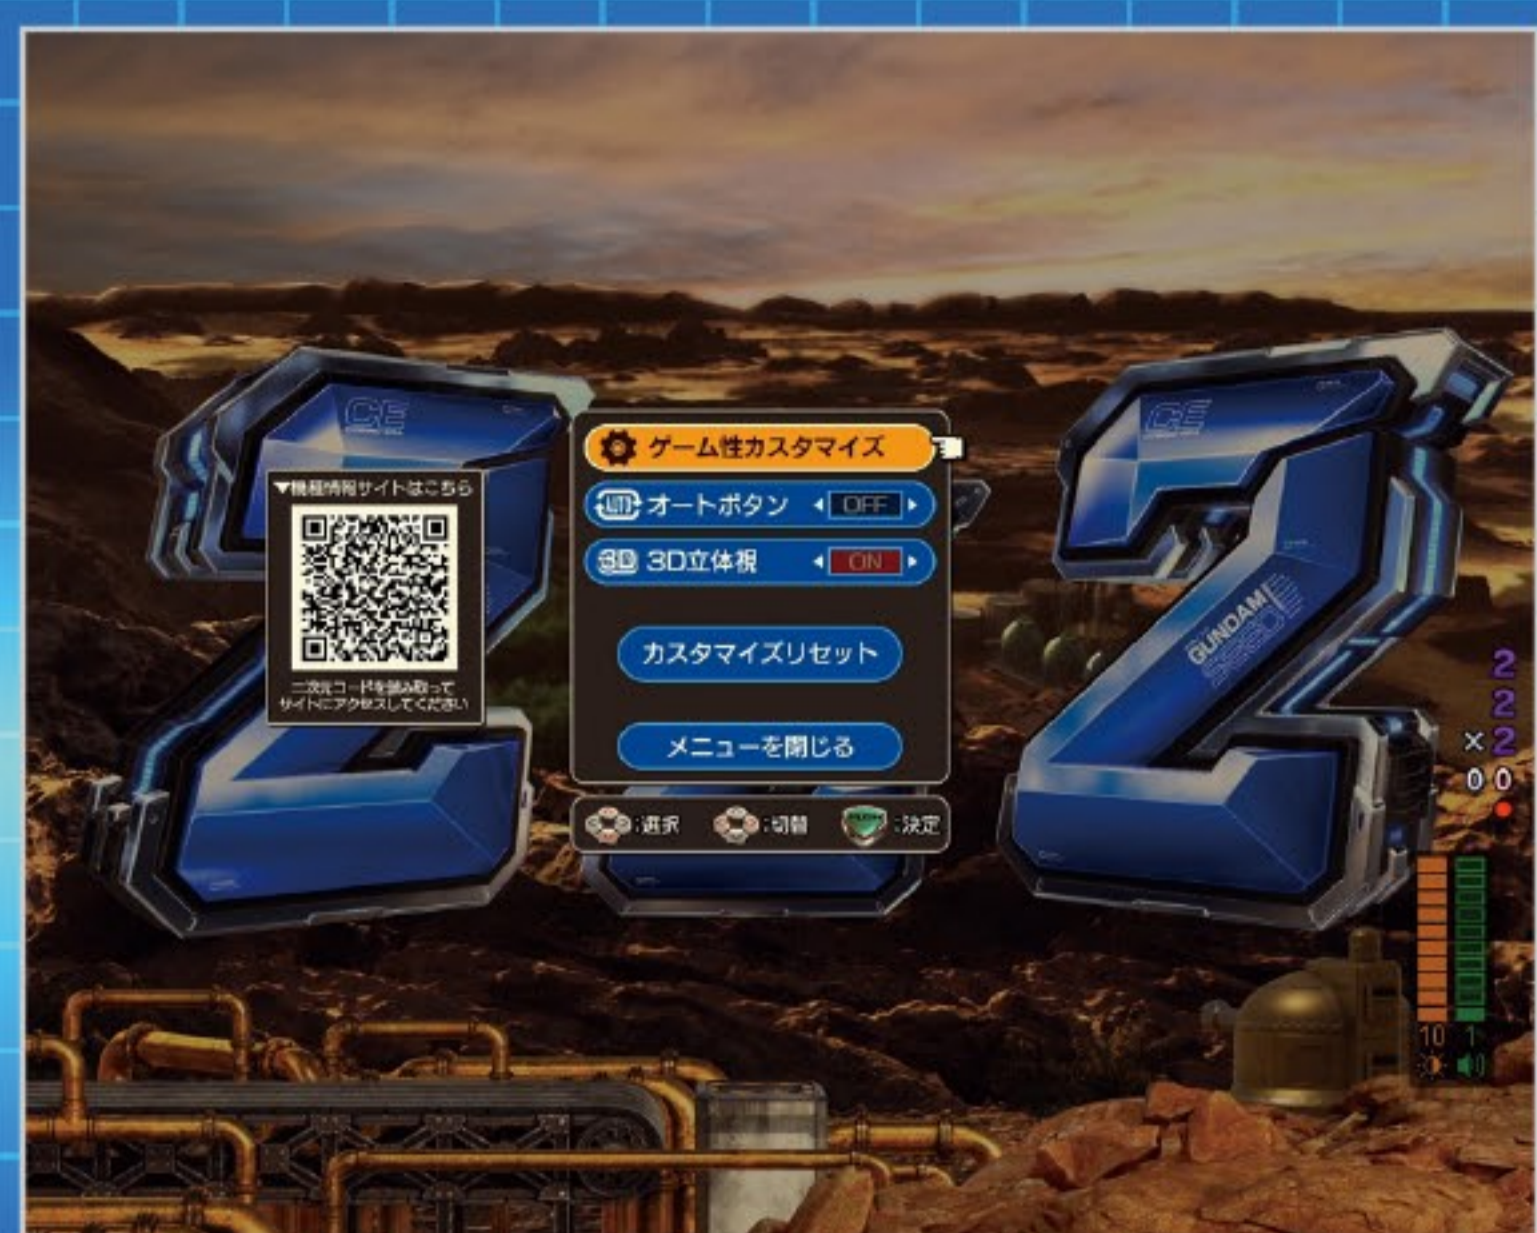 CE
CE
ゲーム性カスタマイズ
▼機種情報サイトはこちら
AUTO オートボタン ◀ OFF ▶
3D 3D立体視 ◀ ON ▶
GUNDAM
SEED
カスタマイズリセット
二次元コードを読み取って
サイトにアクセスしてください
メニューを閉じる
:選択 :切替 PUSH :決定
2
2
×2
00
10 1